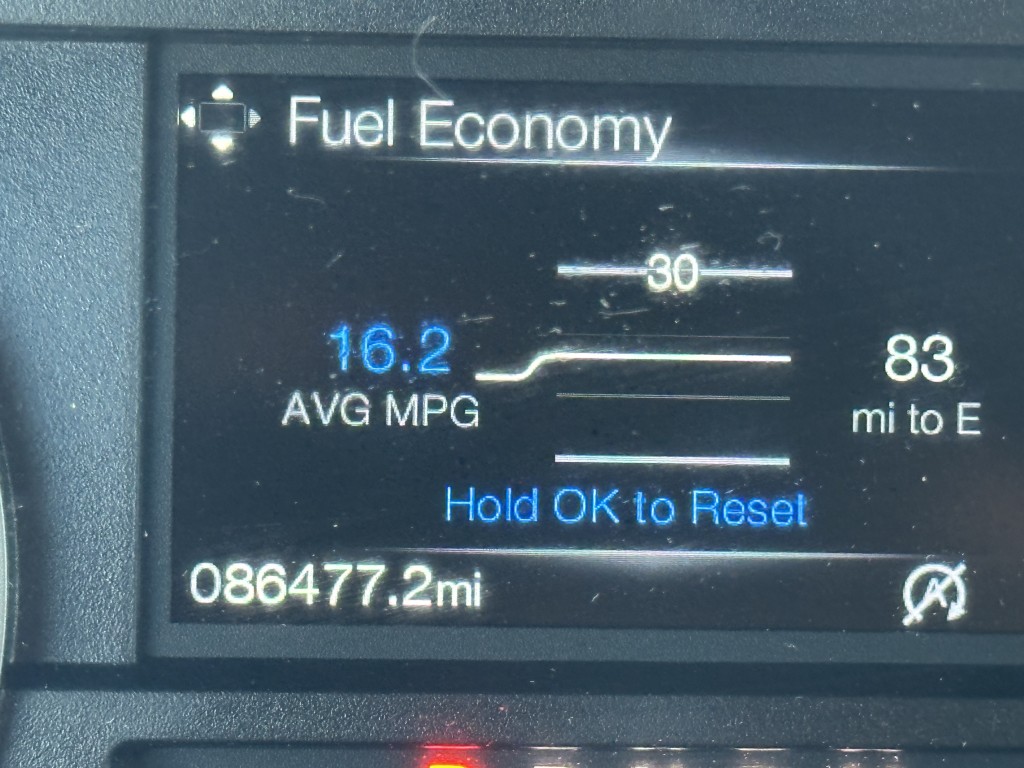 Fuel Economy
30
16.2
AVG MPG
83
mi to E
Hold OK to Reset
086477.2mi
A